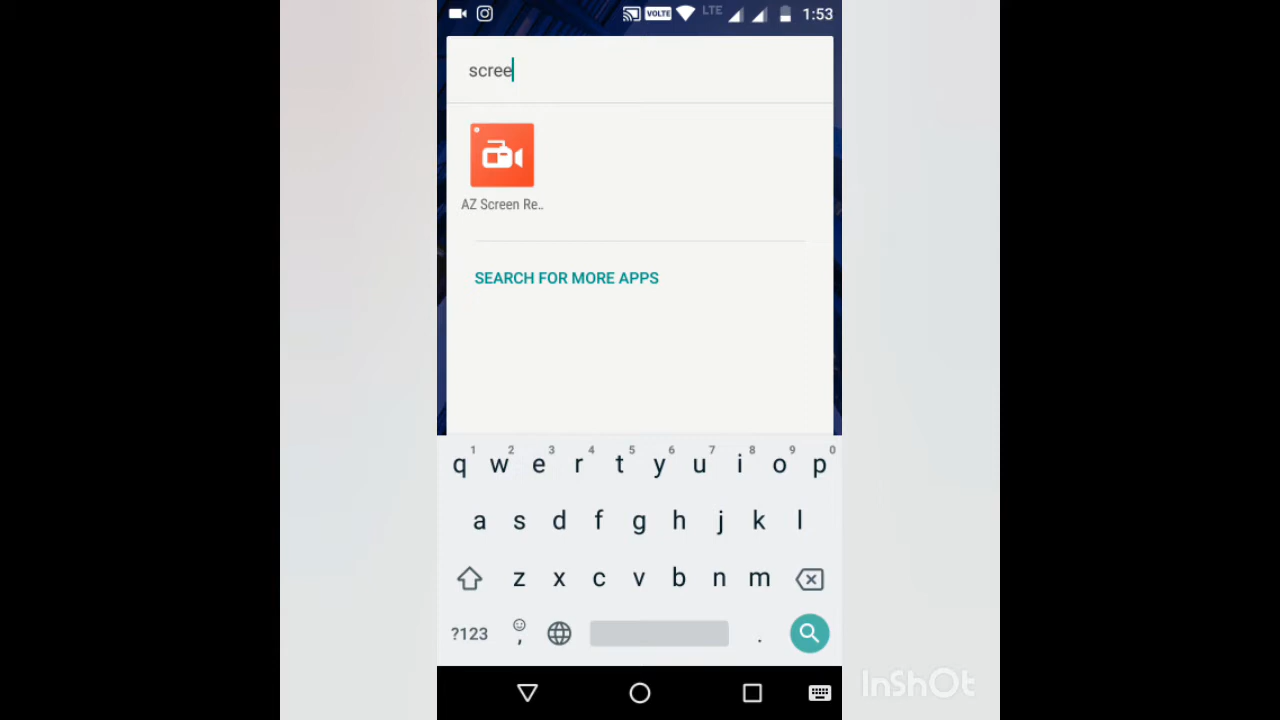 VOLTE LTE 1:53
scree
AZ Screen Re..
SEARCH FOR MORE APPS
1 2 3 4 5 6 7 8 9 0
q w e r t y u i o p
a s d f g h j k l
z x c v b n m
?123 , .
InShOt